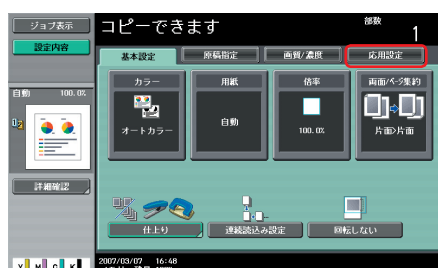 ジョブ表示
設定内容
コピーできます
部数
1
基本設定
原稿指定
画質/濃度
応用設定
カラー
用紙
倍率
両面/ページ集約
自動 100.0%
オートカラー
自動
100.0%
片面>片面
詳細確認
仕上り
連続読込み設定
回転しない
2007/03/07 16:48
Y M C K